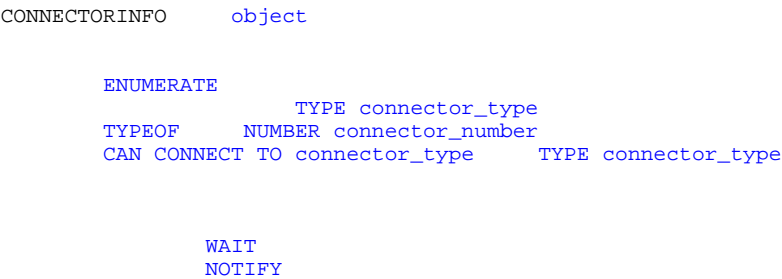 CONNECTORINFO object
ENUMERATE
TYPE connector_type
TYPEOF NUMBER connector_number
CAN CONNECT TO connector_type TYPE connector_type
WAIT
NOTIFY